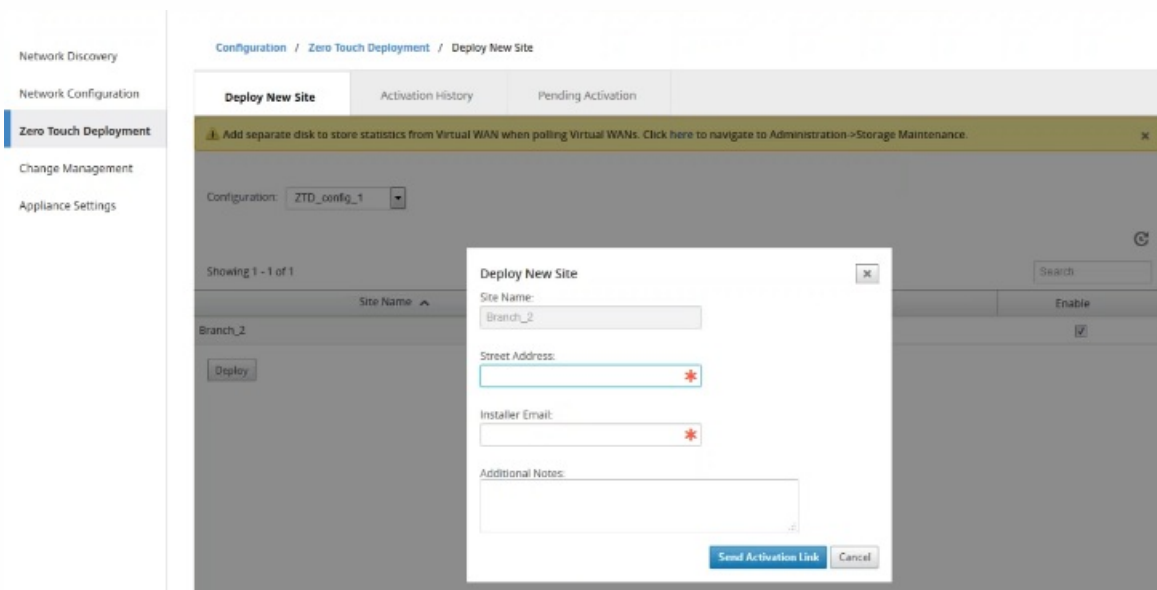 Network Discovery
Network Configuration
Zero Touch Deployment
Change Management
Appliance Settings
Configuration / Zero Touch Deployment / Deploy New Site
Deploy New Site
Activation History
Pending Activation
Add separate disk to store statistics from Virtual WAN when polling Virtual WANs. Click here to navigate to Administration->Storage Maintenance.
Configuration: ZTD_config_1
Showing 1 - 1 of 1
Search
Site Name
Enable
Branch_2
Deploy
Deploy New Site
Site Name:
Branch_2
Street Address:
Installer Email:
Additional Notes:
Send Activation Link
Cancel